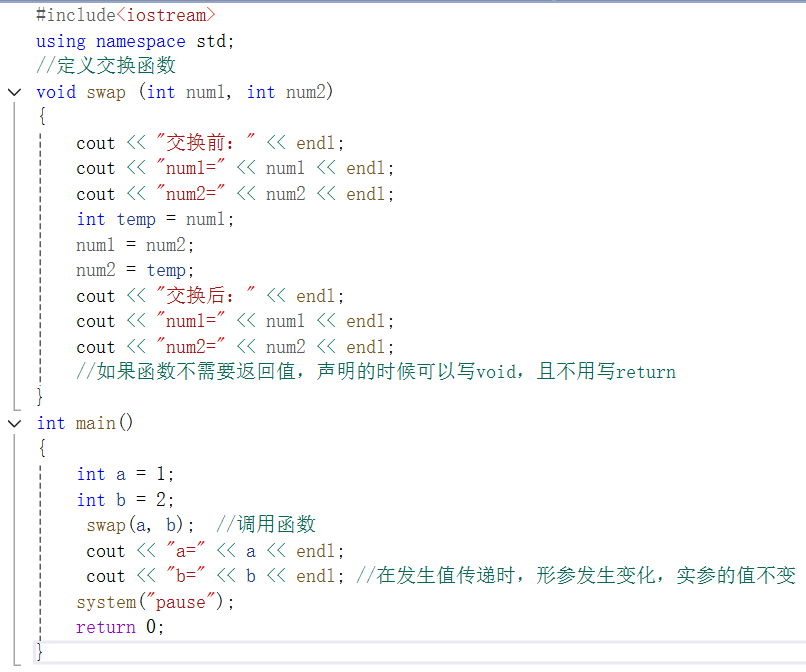 #include<iostream>
using namespace std;
//定义交换函数
void swap (int num1, int num2)
{
    cout << "交换前：" << endl;
    cout << "num1=" << num1 << endl;
    cout << "num2=" << num2 << endl;
    int temp = num1;
    num1 = num2;
    num2 = temp;
    cout << "交换后：" << endl;
    cout << "num1=" << num1 << endl;
    cout << "num2=" << num2 << endl;
    //如果函数不需要返回值，声明的时候可以写void，且不用写return
}
int main()
{
    int a = 1;
    int b = 2;
     swap(a, b);  //调用函数
     cout << "a=" << a << endl;
     cout << "b=" << b << endl; //在发生值传递时，形参发生变化，实参的值不变
    system("pause");
    return 0;
}